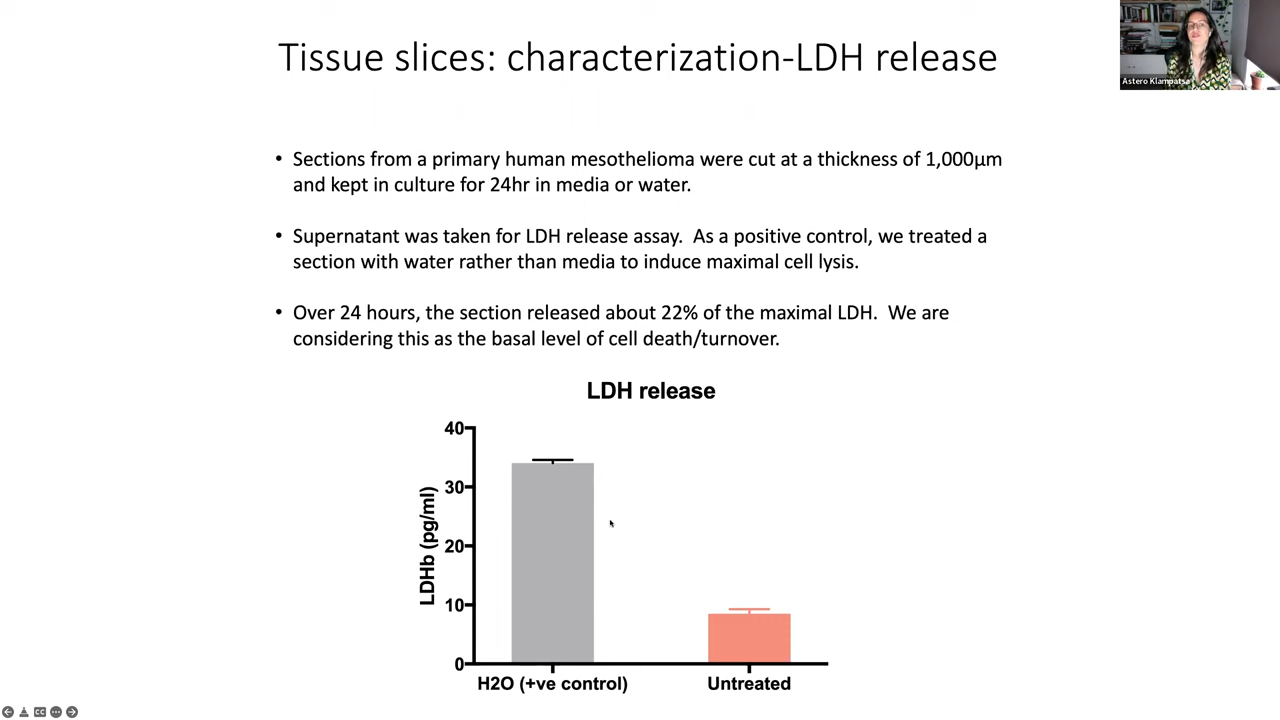 Tissue slices: characterization-LDH release
Astero Klampatsa
• Sections from a primary human mesothelioma were cut at a thickness of 1,000µm
and kept in culture for 24hr in media or water.
• Supernatant was taken for LDH release assay. As a positive control, we treated a
section with water rather than media to induce maximal cell lysis.
• Over 24 hours, the section released about 22% of the maximal LDH. We are
considering this as the basal level of cell death/turnover.
LDH release
LDHb (pg/ml)
40
30
20
10
0
H2O (+ve control)
Untreated
CC